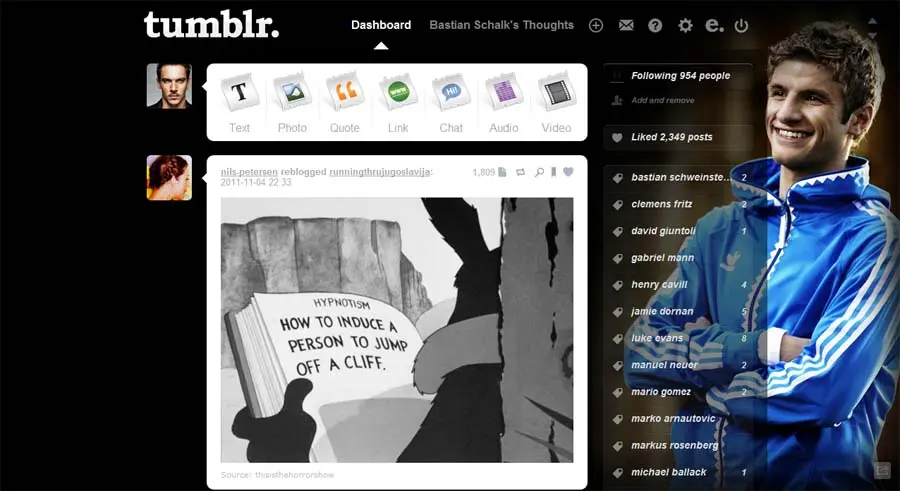 tumblr.
Dashboard
Bastian Schalk's Thoughts
Following 954 people
Add and remove
Liked 2,349 posts
T
WWW
Hi!
Text
Photo
Quote
Link
Chat
Audio
Video
nils-petersen reblogged runningthrujugoslavija:
2011-11-04 22:33
1,809
HYPNOTISM
HOW TO INDUCE A
PERSON TO JUMP
OFF A CLIFF.
Source: thisisthehorrorshow
bastian schweinste... 2
clemens fritz 2
david giuntoli 1
gabriel mann
henry cavill 4
jamie dornan 5
luke evans 8
manuel neuer 2
mario gomez 2
marko arnautovic
markus rosenberg
michael ballack 1